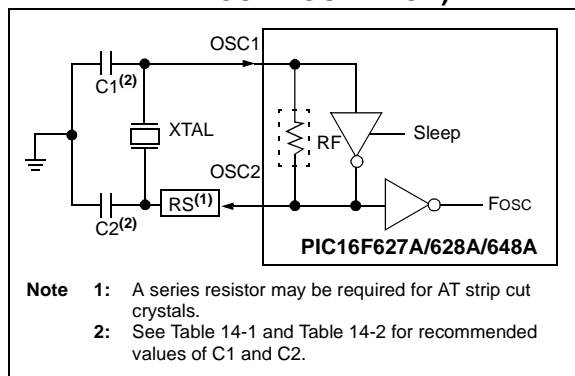 OSC1
C1(2)
XTAL
RF
Sleep
OSC2
RS(1)
C2(2)
FOSC
PIC16F627A/628A/648A
Note 1: A series resistor may be required for AT strip cut
crystals.
2: See Table 14-1 and Table 14-2 for recommended
values of C1 and C2.